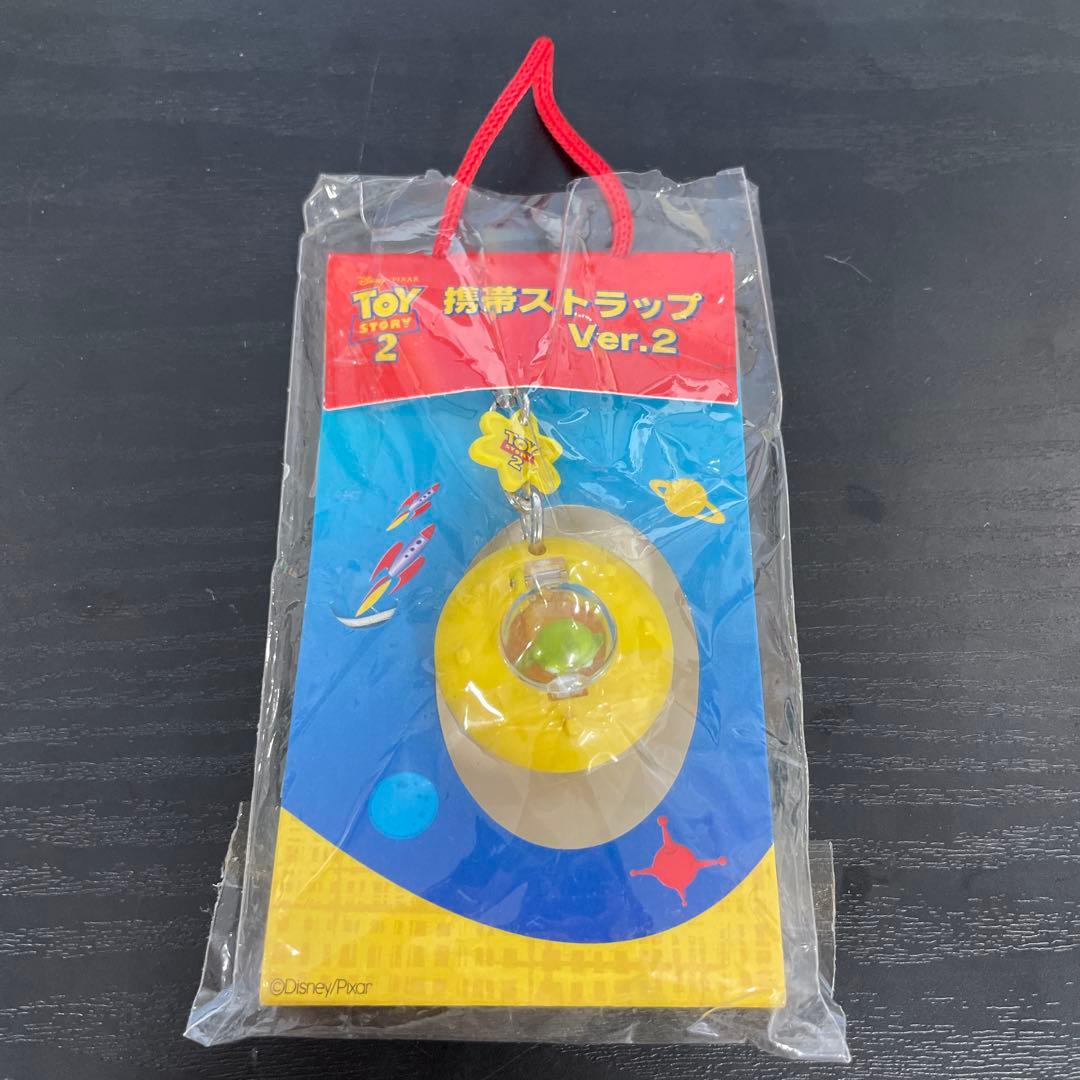 Disney PIXAR
TOY
STORY
2
携帯ストラップ
Ver.2
TOY
STORY
2
©Disney/Pixar